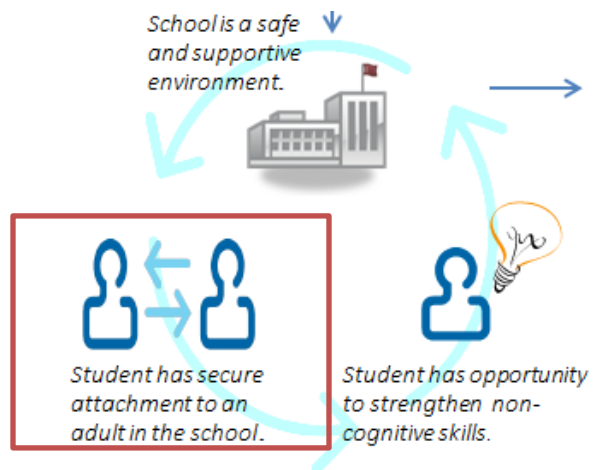 School is a safe
and supportive
environment.
Student has secure
attachment to an
adult in the school.
Student has opportunity
to strengthen non-
cognitive skills.